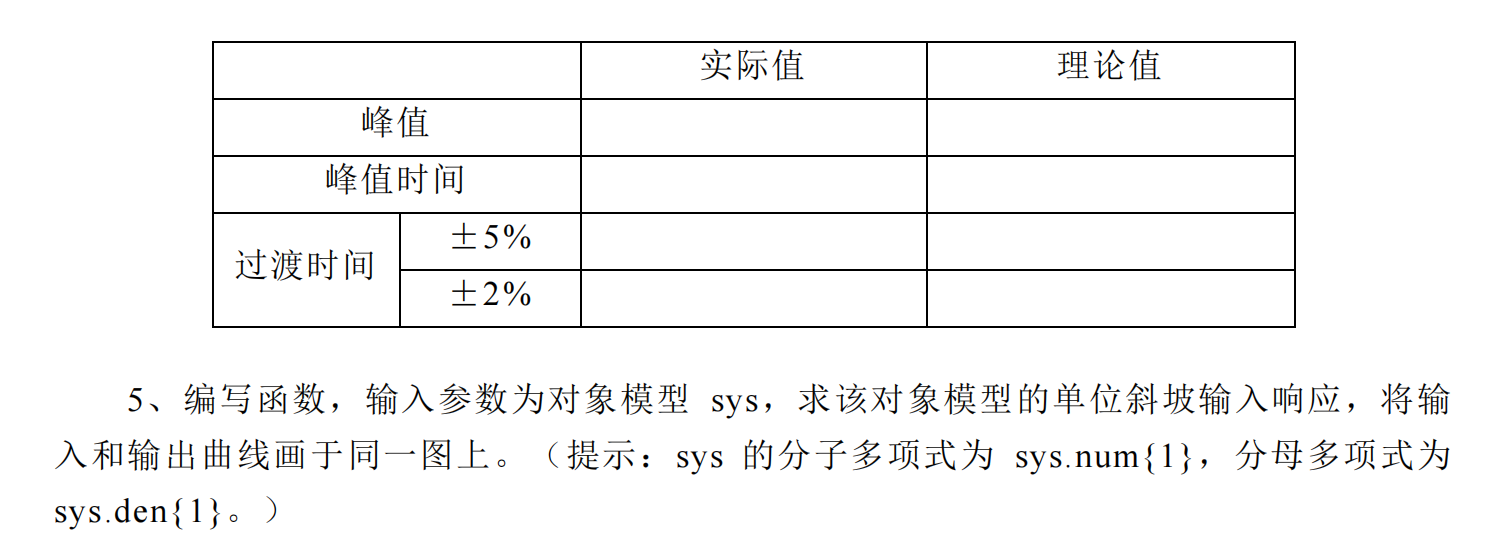 实际值 理论值
峰值
峰值时间
过渡时间 ±5%
±2%
5、编写函数，输入参数为对象模型 sys，求该对象模型的单位斜坡输入响应，将输
入和输出曲线画于同一图上。（提示：sys 的分子多项式为 sys.num{1}，分母多项式为
sys.den{1}。）